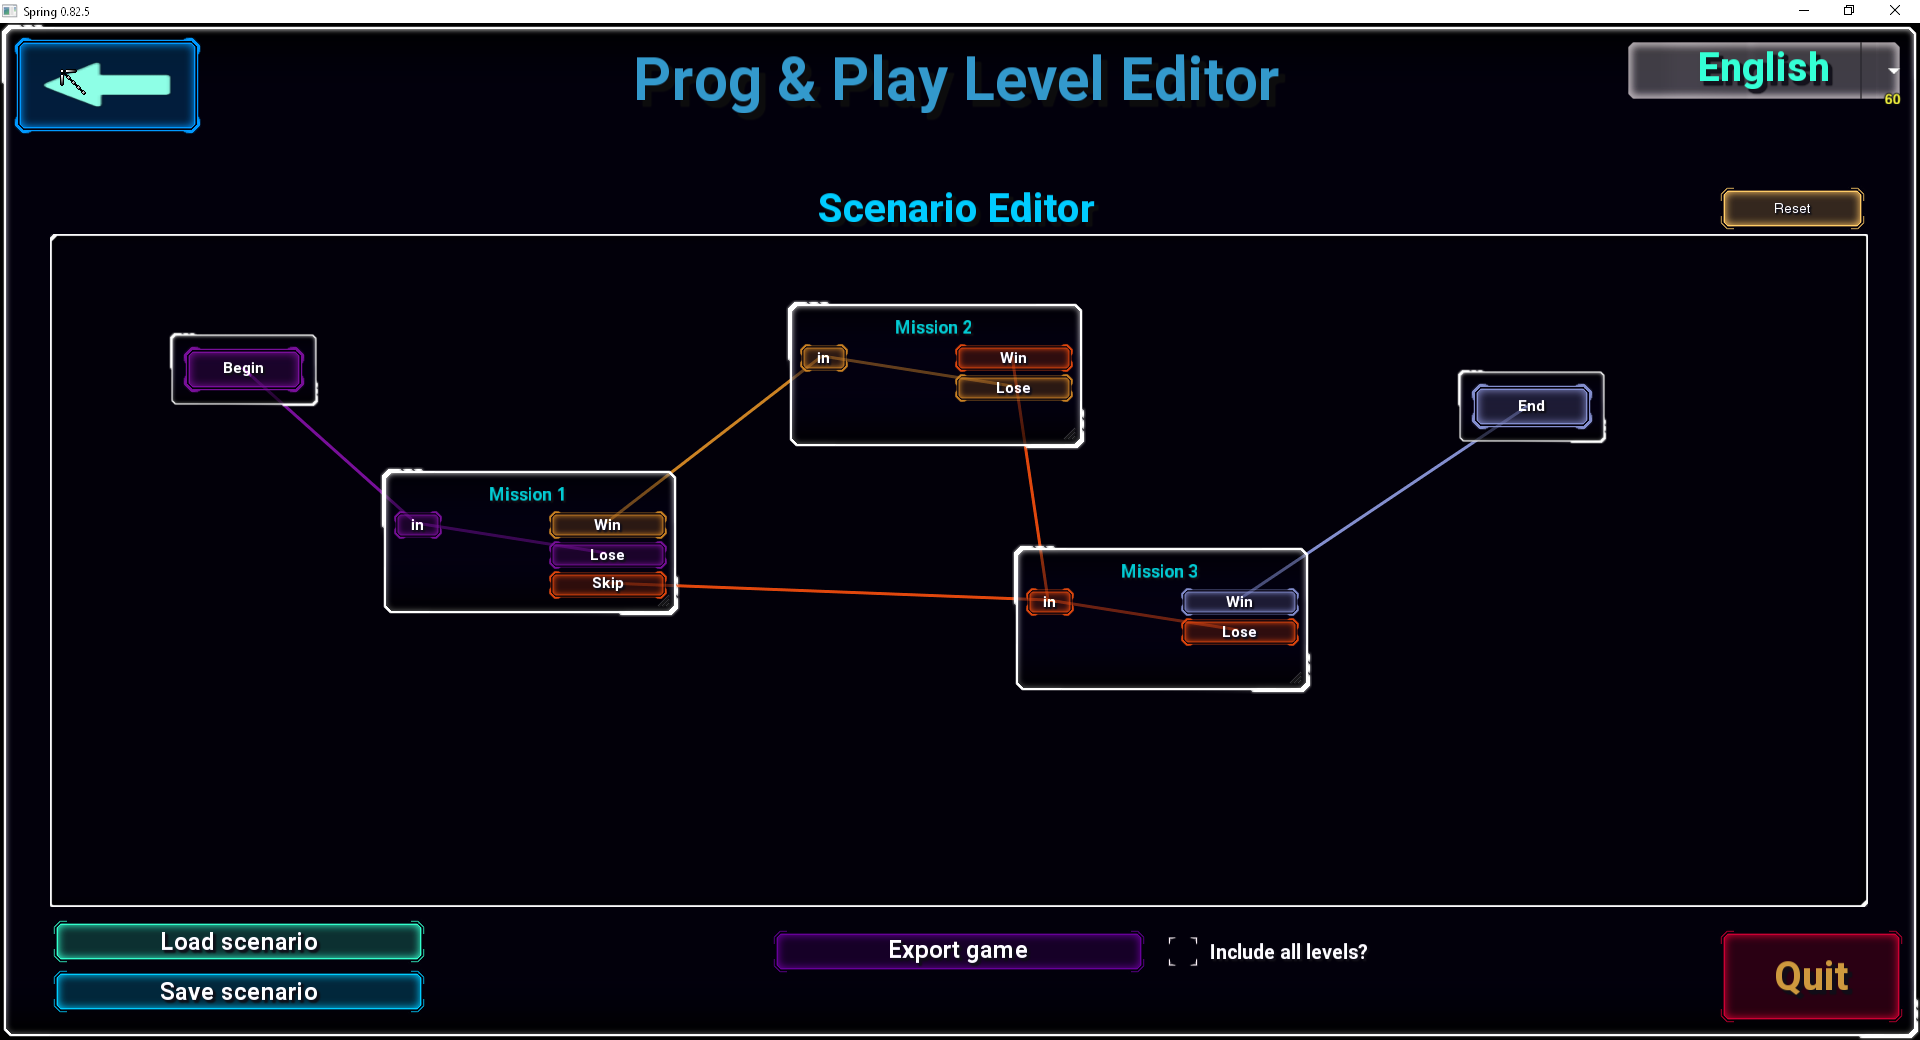 Spring 0.82.5
Prog & Play Level Editor
English
60
Scenario Editor
Reset
Begin
Mission 1
in
Win
Lose
Skip
Mission 2
in
Win
Lose
Mission 3
in
Win
Lose
End
Load scenario
Save scenario
Export game
Include all levels?
Quit